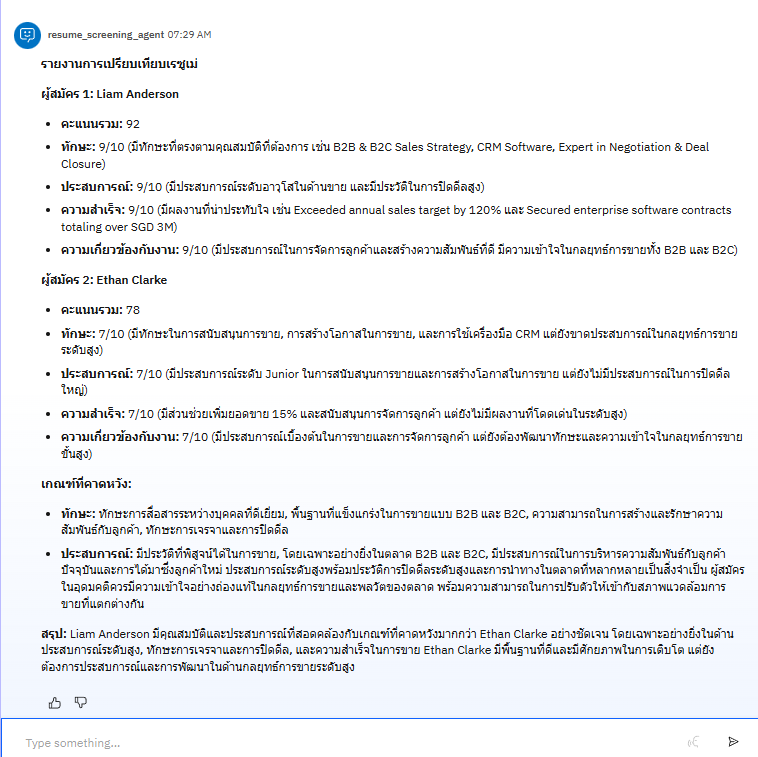 resume_screening_agent 07:29 AM
รายงานการเปรียบเทียบเรซูเม่
ผู้สมัคร 1: Liam Anderson
• คะแนนรวม: 92
• ทักษะ: 9/10 (มีทักษะที่ตรงตามคุณสมบัติที่ต้องการ เช่น B2B & B2C Sales Strategy, CRM Software, Expert in Negotiation & Deal
Closure)
• ประสบการณ์: 9/10 (มีประสบการณ์ระดับอาวุโสในด้านขาย และมีประวัติในการปิดดีลสูง)
• ความสำเร็จ: 9/10 (มีผลงานที่น่าประทับใจ เช่น Exceeded annual sales target by 120% และ Secured enterprise software contracts
totaling over SGD 3M)
• ความเกี่ยวข้องกับงาน: 9/10 (มีประสบการณ์ในการจัดการลูกค้าและสร้างความสัมพันธ์ที่ดี มีความเข้าใจในกลยุทธ์การขายทั้ง B2B และ B2C)
ผู้สมัคร 2: Ethan Clarke
• คะแนนรวม: 78
• ทักษะ: 7/10 (มีทักษะในการสนับสนุนการขาย, การสร้างโอกาสในการขาย, และการใช้เครื่องมือ CRM แต่ยังขาดประสบการณ์ในกลยุทธ์การขาย
ระดับสูง)
• ประสบการณ์: 7/10 (มีประสบการณ์ระดับ Junior ในการสนับสนุนการขายและการสร้างโอกาสในการขาย แต่ยังไม่มีประสบการณ์ในการปิดดีล
ใหญ่)
• ความสำเร็จ: 7/10 (มีส่วนช่วยเพิ่มยอดขาย 15% และสนับสนุนการจัดการลูกค้า แต่ยังไม่มีผลงานที่โดดเด่นในระดับสูง)
• ความเกี่ยวข้องกับงาน: 7/10 (มีประสบการณ์เบื้องต้นในการขายและการจัดการลูกค้า แต่ยังต้องพัฒนาทักษะและความเข้าใจในกลยุทธ์การขาย
ขั้นสูง)
เกณฑ์ที่คาดหวัง:
• ทักษะ: ทักษะการสื่อสารระหว่างบุคคลที่ดีเยี่ยม, พื้นฐานที่แข็งแกร่งในการขายแบบ B2B และ B2C, ความสามารถในการสร้างและรักษาความ
สัมพันธ์กับลูกค้า, ทักษะการเจรจาและการปิดดีล
• ประสบการณ์: มีประวัติที่พิสูจน์ได้ในการขาย, โดยเฉพาะอย่างยิ่งในตลาด B2B และ B2C, มีประสบการณ์ในการบริหารความสัมพันธ์กับลูกค้า
ปัจจุบันและการได้มาซึ่งลูกค้าใหม่ ประสบการณ์ระดับสูงพร้อมประวัติการปิดดีลระดับสูงและการนำทางในตลาดที่หลากหลายเป็นสิ่งจำเป็น ผู้สมัคร
ในอุดมคติควรมีความเข้าใจอย่างถ่องแท้ในกลยุทธ์การขายและพลวัตของตลาด พร้อมความสามารถในการปรับตัวให้เข้ากับสภาพแวดล้อมการ
ขายที่แตกต่างกัน
สรุป: Liam Anderson มีคุณสมบัติและประสบการณ์ที่สอดคล้องกับเกณฑ์ที่คาดหวังมากกว่า Ethan Clarke อย่างชัดเจน โดยเฉพาะอย่างยิ่งในด้าน
ประสบการณ์ระดับสูง, ทักษะการเจรจาและการปิดดีล, และความสำเร็จในการขาย Ethan Clarke มีพื้นฐานที่ดีและมีศักยภาพในการเติบโต แต่ยัง
ต้องการประสบการณ์และการพัฒนาในด้านกลยุทธ์การขายระดับสูง
Type something...